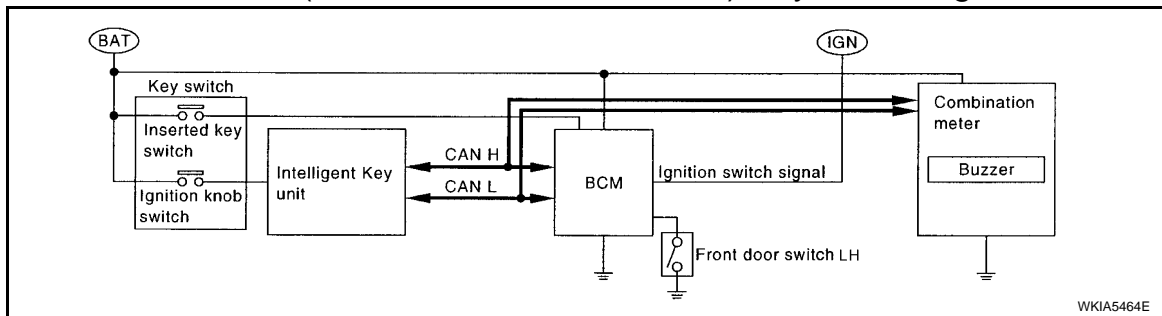 BAT
IGN
Key switch
Inserted key
switch
Ignition knob
switch
Intelligent Key
unit
CAN H
CAN L
BCM
Ignition switch signal
Front door switch LH
Combination
meter
Buzzer
WKIA5464E